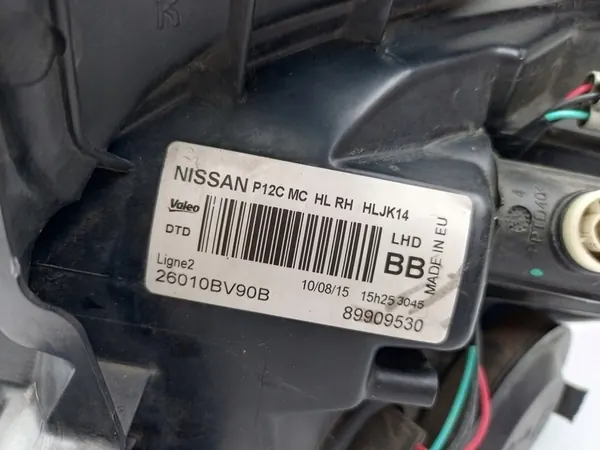 K
NISSAN P12C MC HL RH HLJK14
Valeo
DTD
LHD
BB
MADE IN EU
Ligne2
26010BV90B
10/08/15 15h25 3045
89909530